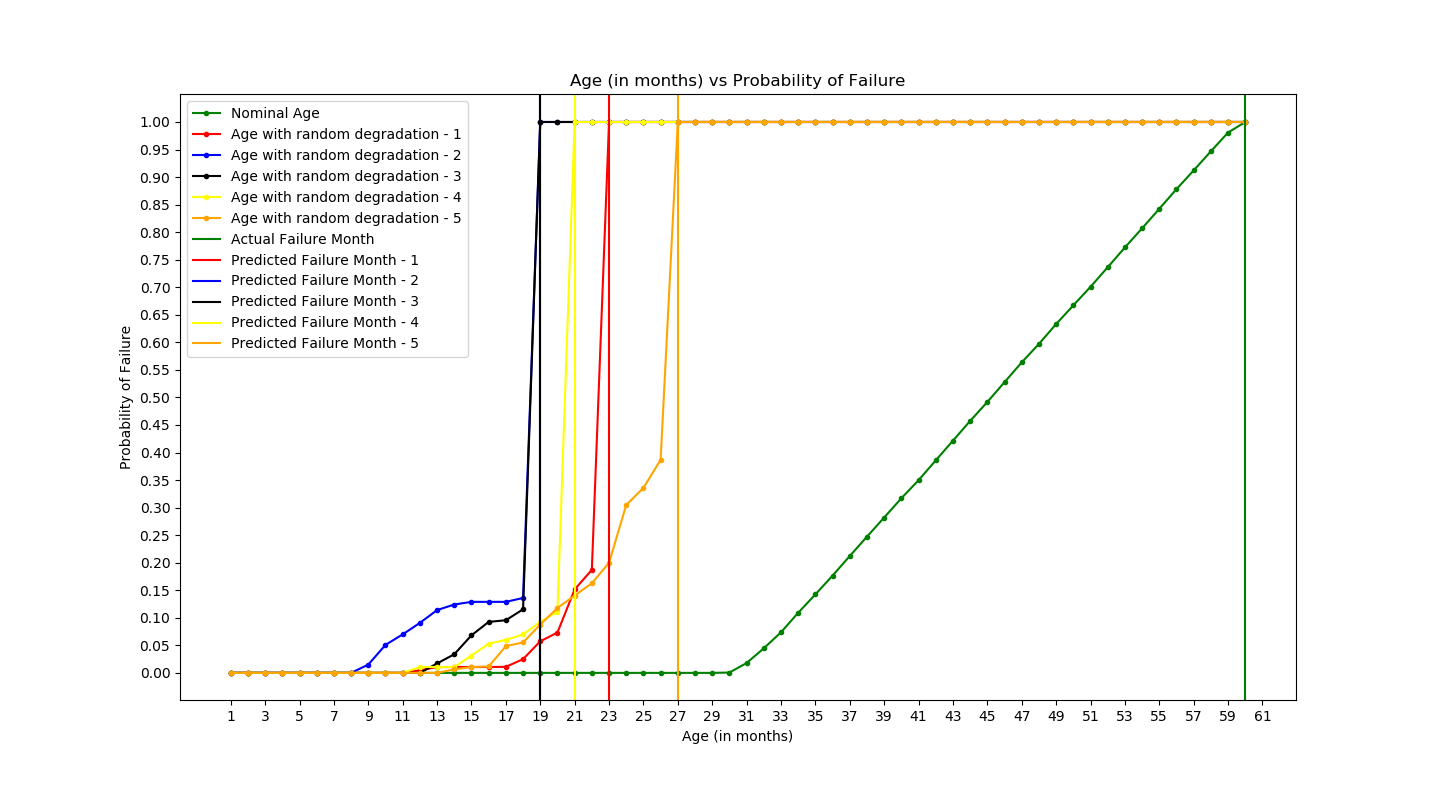 Age (in months) vs Probability of Failure
Nominal Age
Age with random degradation - 1
Age with random degradation - 2
Age with random degradation - 3
Age with random degradation - 4
Age with random degradation - 5
Actual Failure Month
Predicted Failure Month - 1
Predicted Failure Month - 2
Predicted Failure Month - 3
Predicted Failure Month - 4
Predicted Failure Month - 5
Probability of Failure
1.00
0.95
0.90
0.85
0.80
0.75
0.70
0.65
0.60
0.55
0.50
0.45
0.40
0.35
0.30
0.25
0.20
0.15
0.10
0.05
0.00
1 3 5 7 9 11 13 15 17 19 21 23 25 27 29 31 33 35 37 39 41 43 45 47 49 51 53 55 57 59 61
Age (in months)